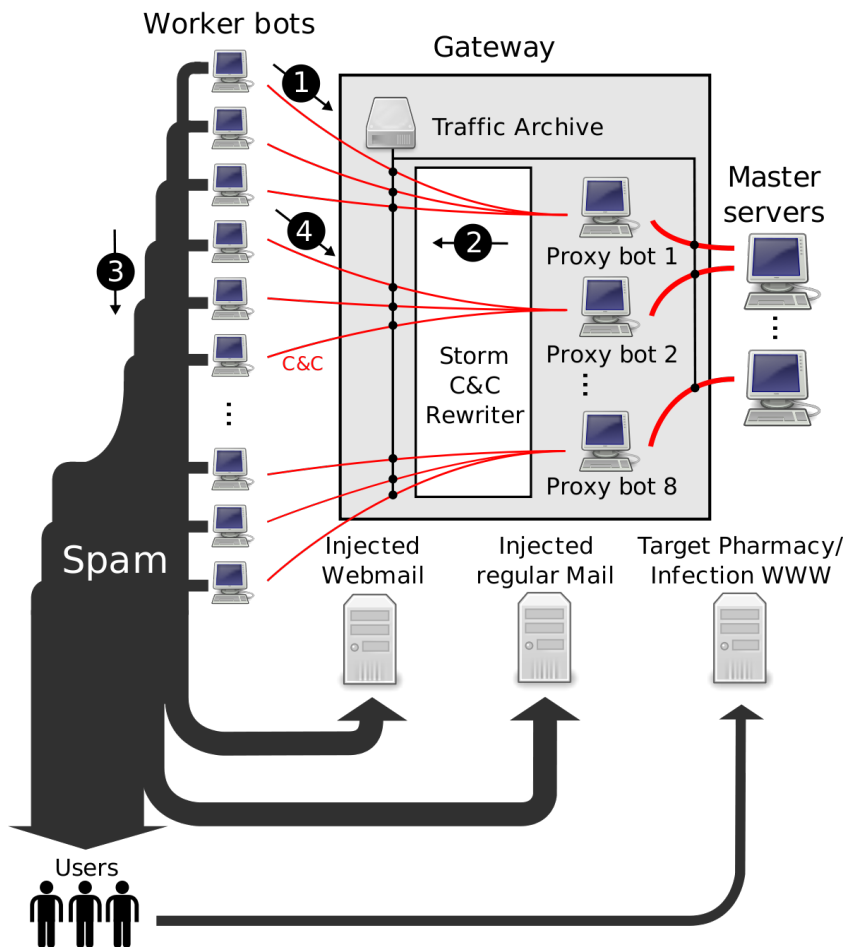 Worker bots
Gateway
1
Traffic Archive
Master
servers
4
2
Proxy bot 1
3
C&C
Storm
C&C
Rewriter
Proxy bot 2
...
...
...
Proxy bot 8
Spam
Injected
Webmail
Injected
regular Mail
Target Pharmacy/
Infection WWW
Users